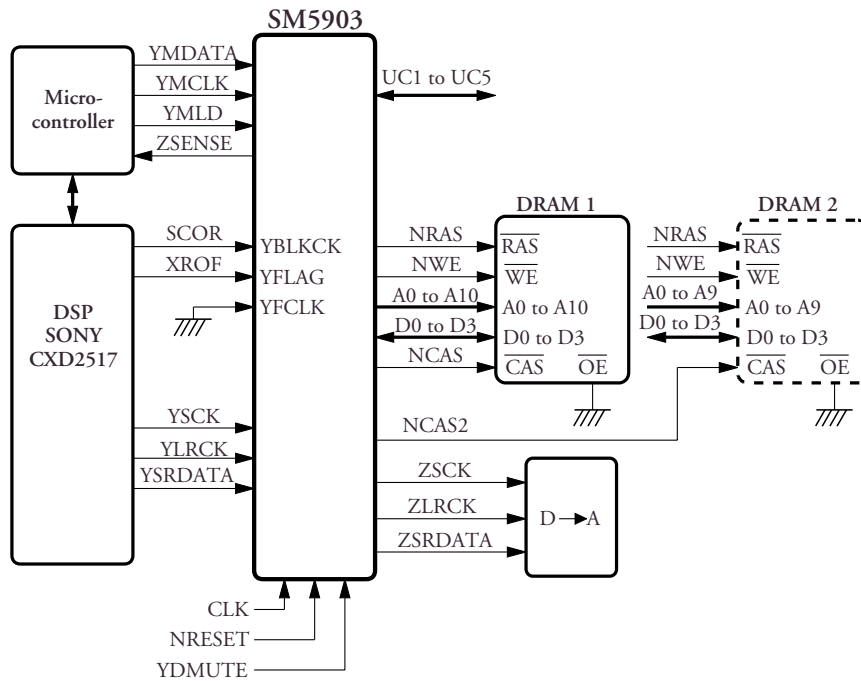 SM5903
YMDATA
YMCLK
YMLD
ZSENSE
Micro-
controller
UC1 to UC5
DSP
SONY
CXD2517
SCOR
XROF
YBLKCK
YFLAG
YFCLK
YSCK
YLRCK
YSRDATA
NRAS
NWE
A0 to A10
D0 to D3
NCAS
DRAM 1
RAS
WE
A0 to A10
D0 to D3
CAS OE
NRAS
NWE
A0 to A9
D0 to D3
DRAM 2
RAS
WE
A0 to A9
D0 to D3
CAS OE
NCAS2
ZSCK
ZLRCK
ZSRDATA
D A
CLK
NRESET
YDMUTE